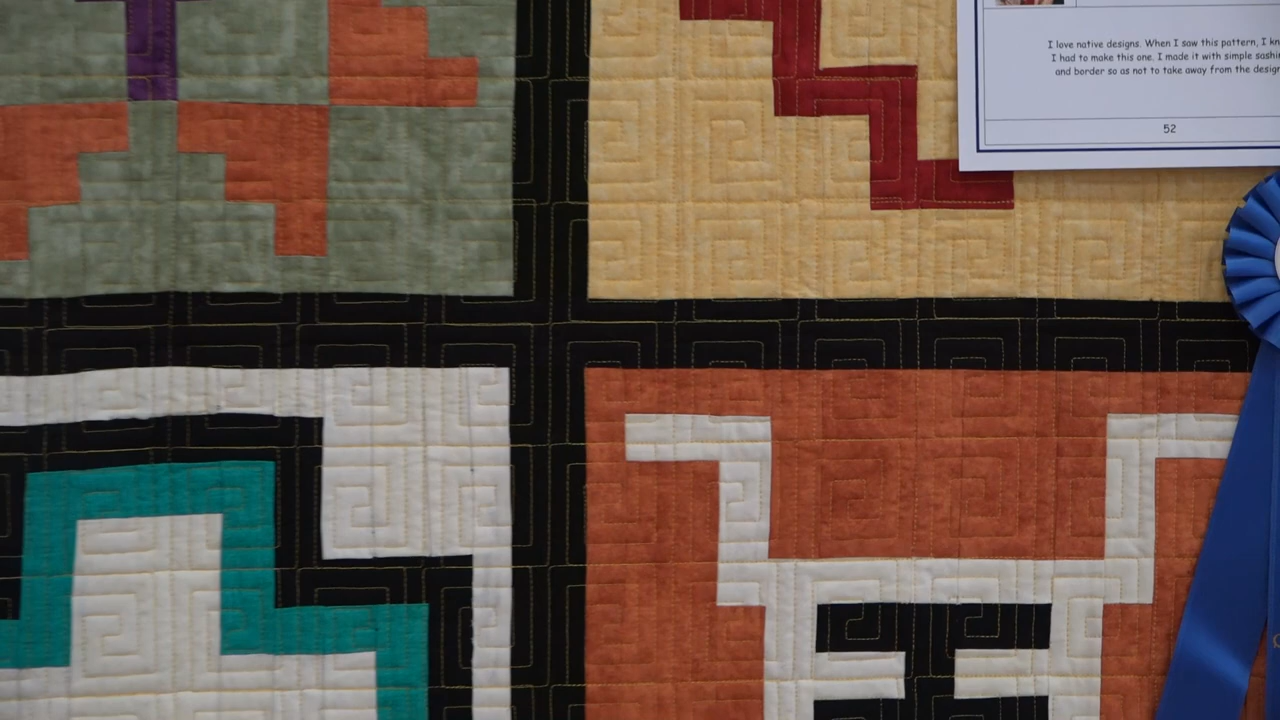 I love native designs. When I saw this pattern, I kn
I had to make this one. I made it with simple sashi
and border so as not to take away from the design
52